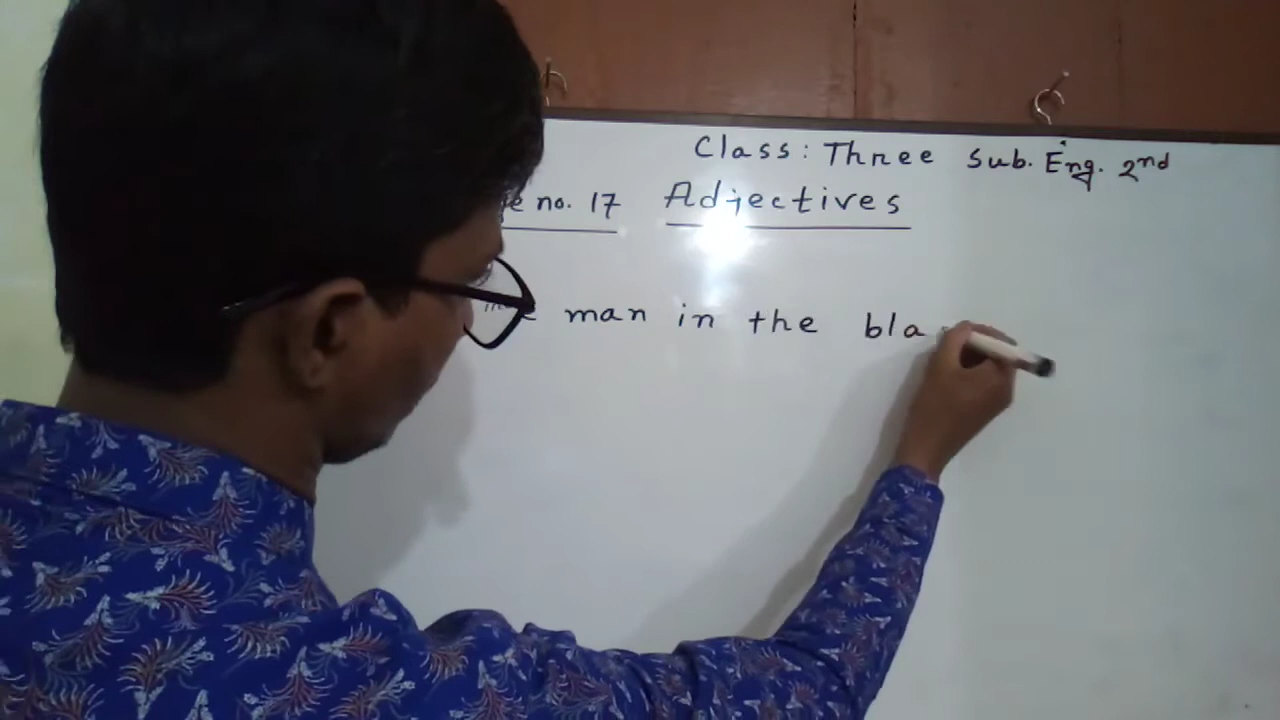 Class: Three Sub. Eng. 2nd
no. 17 Adjectives
man in the bla